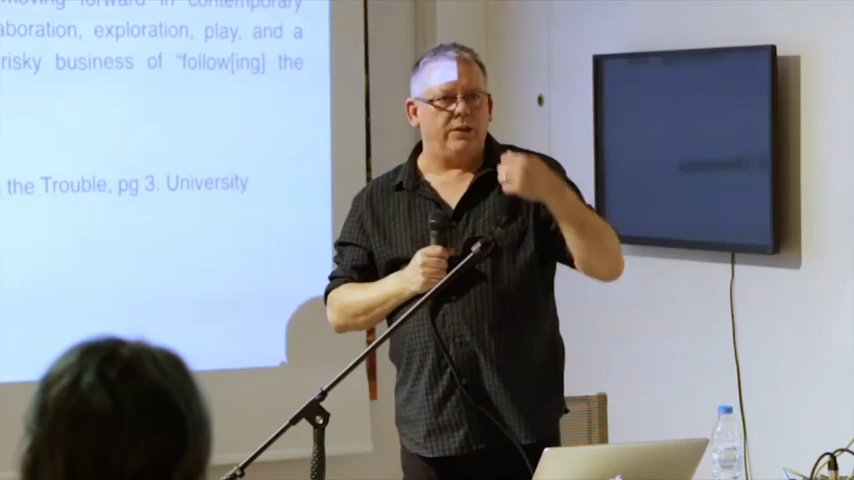 moving forward in contemporary
aboration, exploration, play, and a
risky business of “follow[ing] the
the Trouble, pg 3. University